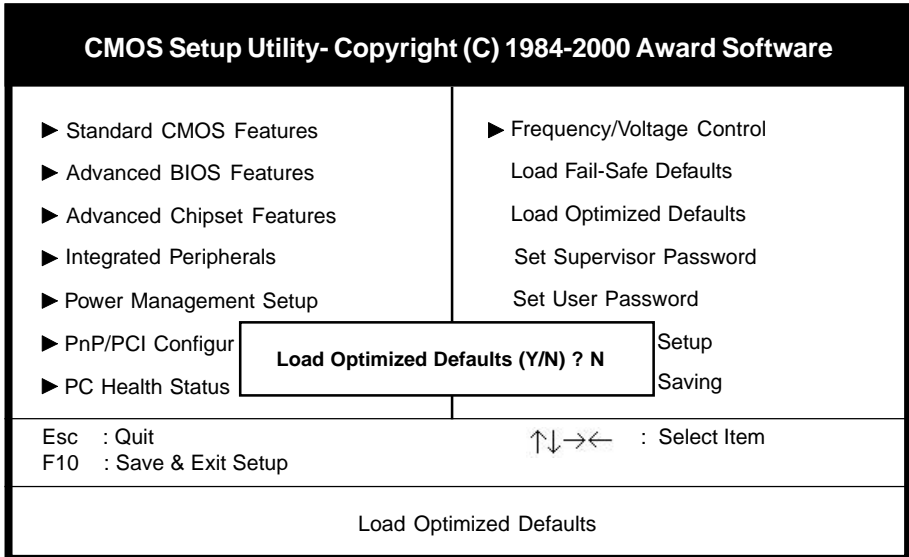 CMOS Setup Utility- Copyright (C) 1984-2000 Award Software
▶ Standard CMOS Features
▶ Advanced BIOS Features
▶ Advanced Chipset Features
▶ Integrated Peripherals
▶ Power Management Setup
▶ PnP/PCI Configur
▶ PC Health Status
▶ Frequency/Voltage Control
Load Fail-Safe Defaults
Load Optimized Defaults
Set Supervisor Password
Set User Password
Setup
Saving
Load Optimized Defaults (Y/N) ? N
Esc : Quit
F10 : Save & Exit Setup
↑↓→← : Select Item
Load Optimized Defaults